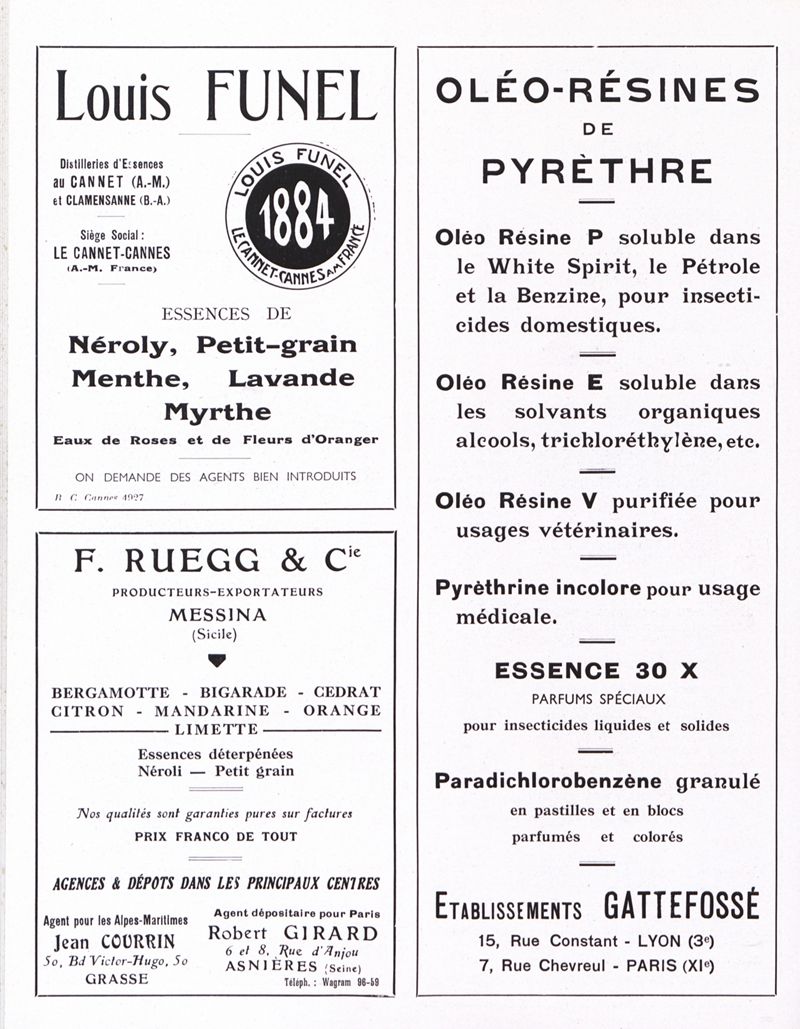 Louis FUNEL
Distilleries d'Essences
au CANNET (A.-M.)
et CLAMENSANNE (B.-A.)
Siège Social :
LE CANNET-CANNES
(A.-M. France)
LOUIS FUNEL
1884
LE CANNET-CANNES AM FRANCE
ESSENCES DE
Néroly, Petit-grain
Menthe, Lavande
Myrthe
Eaux de Roses et de Fleurs d'Oranger
ON DEMANDE DES AGENTS BIEN INTRODUITS
R. C. Cannes 4927
F. RUEGG & Cie
PRODUCTEURS-EXPORTATEURS
MESSINA
(Sicile)
BERGAMOTTE - BIGARADE - CEDRAT
CITRON - MANDARINE - ORANGE
LIMETTE
Essences déterpénées
Néroli — Petit grain
Nos qualités sont garanties pures sur factures
PRIX FRANCO DE TOUT
AGENCES & DÉPOTS DANS LES PRINCIPAUX CENTRES
Agent pour les Alpes-Maritimes
Jean COURRIN
50, Bd Victor-Hugo, 50
GRASSE
Agent dépositaire pour Paris
Robert GIRARD
6 et 8, Rue d'Anjou
ASNIÈRES (Seine)
Téléph. : Wagram 96-59
OLÉO-RÉSINES
DE
PYRÈTHRE
Oléo Résine P soluble dans
le White Spirit, le Pétrole
et la Benzine, pour insecti-
cides domestiques.
Oléo Résine E soluble dans
les solvants organiques
alcools, trichloréthylène, etc.
Oléo Résine V purifiée pour
usages vétérinaires.
Pyrèthrine incolore pour usage
médicale.
ESSENCE 30 X
PARFUMS SPÉCIAUX
pour insecticides liquides et solides
Paradichlorobenzène granulé
en pastilles et en blocs
parfumés et colorés
ETABLISSEMENTS GATTEFOSSÉ
15, Rue Constant - LYON (3e)
7, Rue Chevreul - PARIS (XIe)